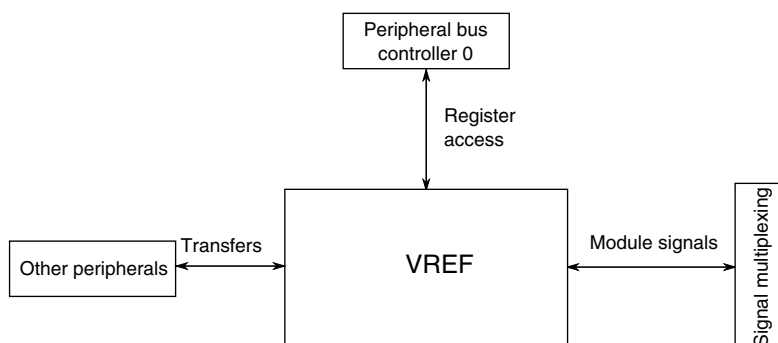 Peripheral bus
controller 0
Register
access
Transfers
Other peripherals
VREF
Module signals
Signal multiplexing